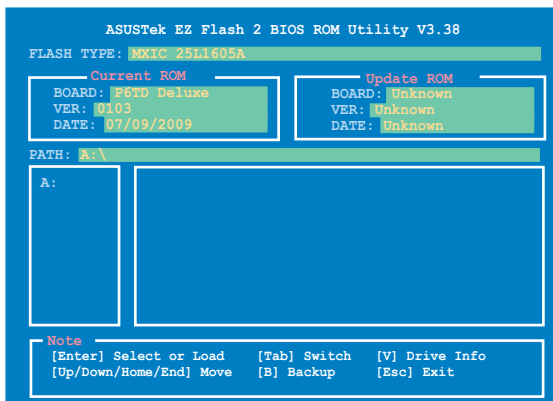 ASUSTek EZ Flash 2 BIOS ROM Utility V3.38
FLASH TYPE: MXIC 25L1605A
Current ROM
BOARD: P6TD Deluxe
VER: 0103
DATE: 07/09/2009
Update ROM
BOARD: Unknown
VER: Unknown
DATE: Unknown
PATH: A:\
A:
Note
[Enter] Select or Load [Tab] Switch [V] Drive Info
[Up/Down/Home/End] Move [B] Backup [Esc] Exit